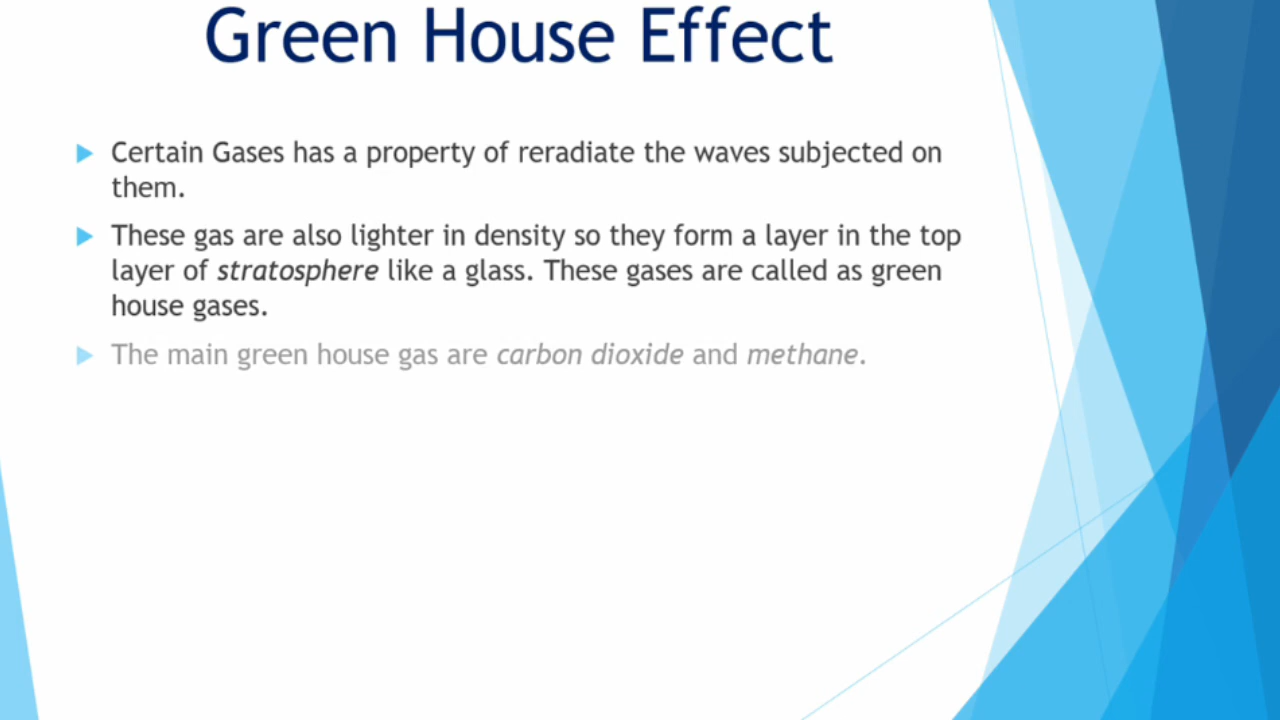 Green House Effect
Certain Gases has a property of reradiate the waves subjected on
them.
These gas are also lighter in density so they form a layer in the top
layer of stratosphere like a glass. These gases are called as green
house gases.
The main green house gas are carbon dioxide and methane.